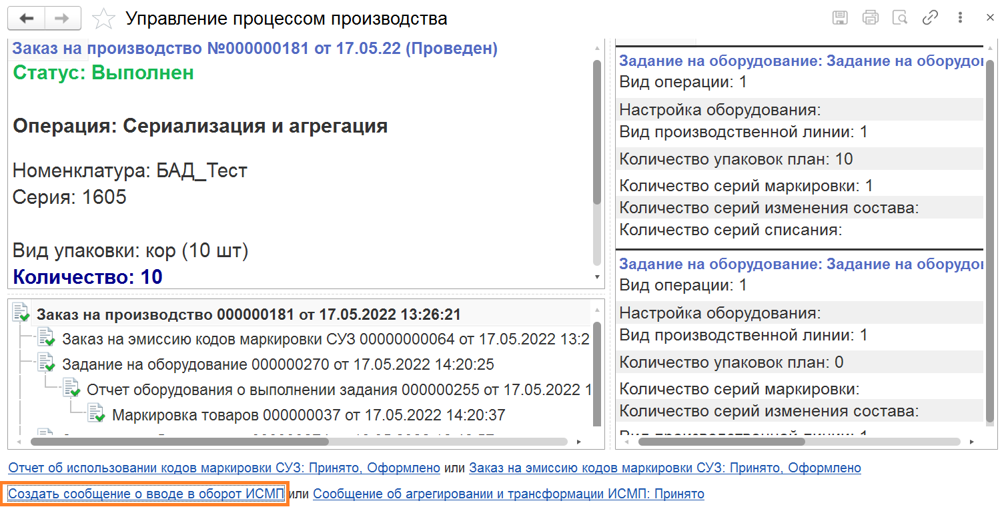 Управление процессом производства
Заказ на производство №000000181 от 17.05.22 (Проведен)
Статус: Выполнен
Операция: Сериализация и агрегация
Номенклатура: БАД_Тест
Серия: 1605
Вид упаковки: кор (10 шт)
Количество: 10
Заказ на производство 000000181 от 17.05.2022 13:26:21
Заказ на эмиссию кодов маркировки СУЗ 00000000064 от 17.05.2022 13:2
Задание на оборудование 000000270 от 17.05.2022 14:20:25
Отчет оборудования о выполнении задания 000000255 от 17.05.2022 1
Маркировка товаров 000000037 от 17.05.2022 14:20:37
Задание на оборудование: Задание на оборудо
Вид операции: 1
Настройка оборудования:
Вид производственной линии: 1
Количество упаковок план: 10
Количество серий маркировки: 1
Количество серий изменения состава:
Количество серий списания:
Задание на оборудование: Задание на оборудо
Вид операции: 1
Настройка оборудования:
Вид производственной линии: 1
Количество упаковок план: 0
Количество серий маркировки:
Количество серий изменения состава:
Отчет об использовании кодов маркировки СУЗ: Принято, Оформлено или Заказ на эмиссию кодов маркировки СУЗ: Принято, Оформлено
Создать сообщение о вводе в оборот ИСМП или Сообщение об агрегировании и трансформации ИСМП: Принято